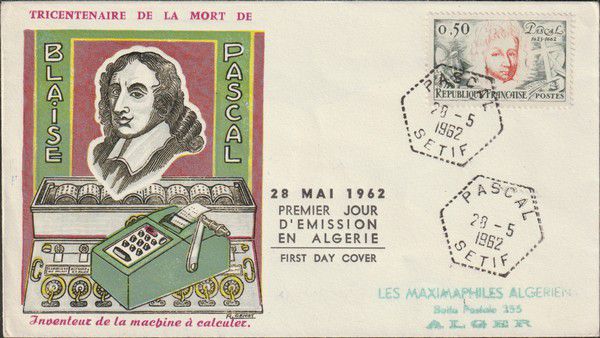 TRICENTENAIRE DE LA MORT DE
BLAISE
PASCAL
Inventeur de la machine à calculer.
28 MAI 1962
PREMIER JOUR
D'EMISSION
EN ALGERIE
FIRST DAY COVER
0,50
PASCAL
1623-1662
REPUBLIQUE FRANÇAISE
POSTES
PASCAL
28-5
1962
SETIF
PASCAL
28-5
1962
SETIF
LES MAXIMAPHILES ALGERIENS
Boite Postale 195
ALGER